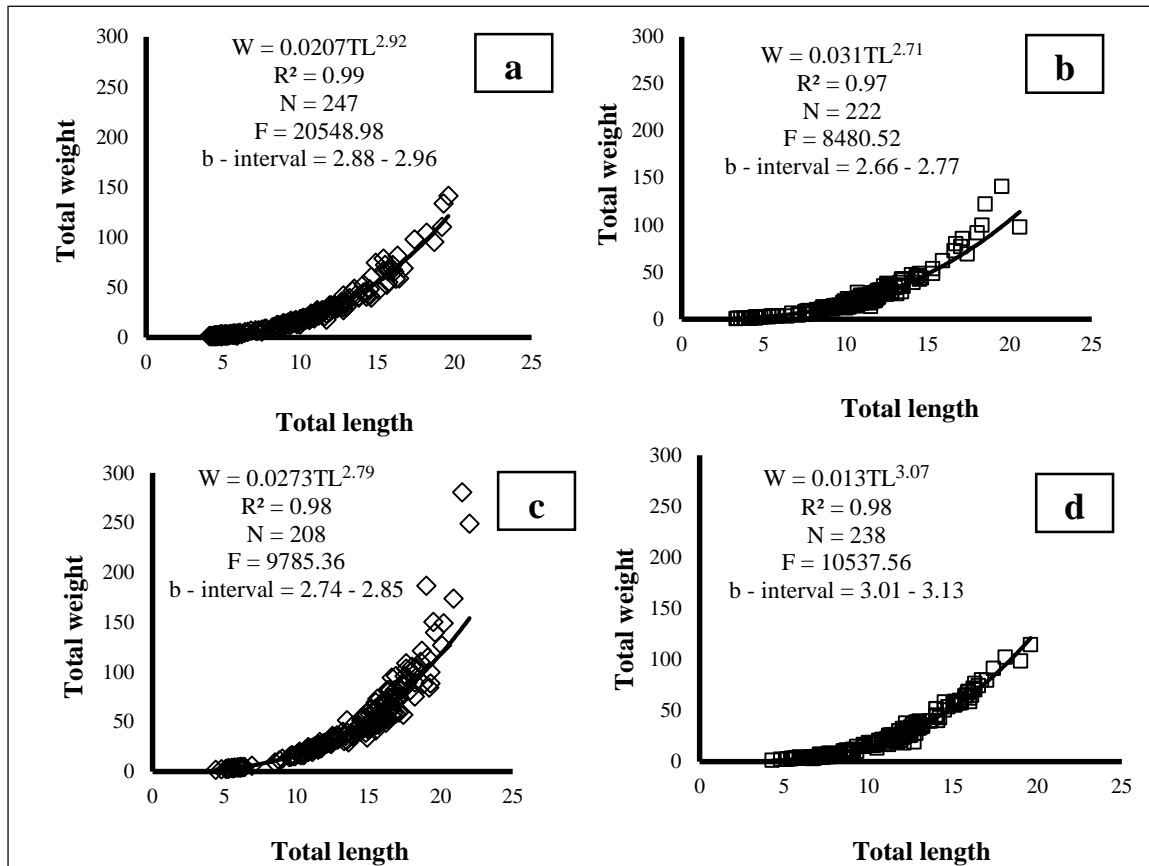 W = 0.0207TL^2.92
R² = 0.99
N = 247
F = 20548.98
b - interval = 2.88 - 2.96
a
Total weight
300
250
200
150
100
50
0
0 5 10 15 20 25
Total length
W = 0.031TL^2.71
R² = 0.97
N = 222
F = 8480.52
b - interval = 2.66 - 2.77
b
Total weight
300
250
200
150
100
50
0
0 5 10 15 20 25
Total length
W = 0.0273TL^2.79
R² = 0.98
N = 208
F = 9785.36
b - interval = 2.74 - 2.85
c
Total weight
300
250
200
150
100
50
0
0 5 10 15 20 25
Total length
W = 0.013TL^3.07
R² = 0.98
N = 238
F = 10537.56
b - interval = 3.01 - 3.13
d
Total weight
300
250
200
150
100
50
0
0 5 10 15 20 25
Total length